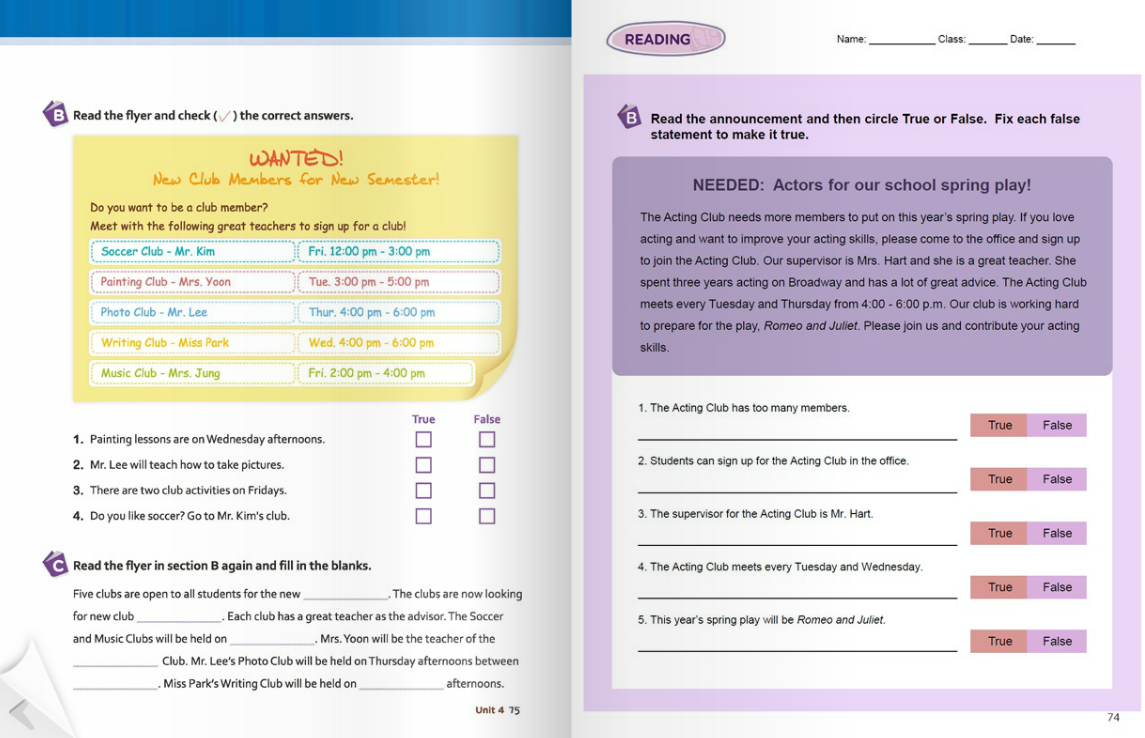 B Read the flyer and check (✓) the correct answers.
WANTED!
New Club Members for New Semester!
Do you want to be a club member?
Meet with the following great teachers to sign up for a club!
Soccer Club - Mr. Kim Fri. 12:00 pm - 3:00 pm
Painting Club - Mrs. Yoon Tue. 3:00 pm - 5:00 pm
Photo Club - Mr. Lee Thur. 4:00 pm - 6:00 pm
Writing Club - Miss Park Wed. 4:00 pm - 6:00 pm
Music Club - Mrs. Jung Fri. 2:00 pm - 4:00 pm
True False
1. Painting lessons are on Wednesday afternoons.
2. Mr. Lee will teach how to take pictures.
3. There are two club activities on Fridays.
4. Do you like soccer? Go to Mr. Kim's club.
C Read the flyer in section B again and fill in the blanks.
Five clubs are open to all students for the new ______________. The clubs are now looking
for new club ______________. Each club has a great teacher as the advisor. The Soccer
and Music Clubs will be held on ______________. Mrs. Yoon will be the teacher of the
______________ Club. Mr. Lee's Photo Club will be held on Thursday afternoons between
______________. Miss Park's Writing Club will be held on ______________ afternoons.
Unit 4 75
READING
Name: ___________ Class: ______ Date: ______
B Read the announcement and then circle True or False. Fix each false
statement to make it true.
NEEDED: Actors for our school spring play!
The Acting Club needs more members to put on this year's spring play. If you love
acting and want to improve your acting skills, please come to the office and sign up
to join the Acting Club. Our supervisor is Mrs. Hart and she is a great teacher. She
spent three years acting on Broadway and has a lot of great advice. The Acting Club
meets every Tuesday and Thursday from 4:00 - 6:00 p.m. Our club is working hard
to prepare for the play, Romeo and Juliet. Please join us and contribute your acting
skills.
1. The Acting Club has too many members.
True False
2. Students can sign up for the Acting Club in the office.
True False
3. The supervisor for the Acting Club is Mr. Hart.
True False
4. The Acting Club meets every Tuesday and Wednesday.
True False
5. This year's spring play will be Romeo and Juliet.
True False
74